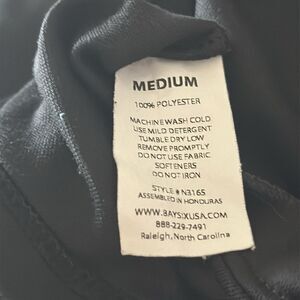 MEDIUM
100% POLYESTER
MACHINE WASH COLD
USE MILD DETERGENT
TUMBLE DRY LOW
REMOVE PROMPTLY
DO NOT USE FABRIC
SOFTENERS
DO NOT IRON
STYLE # N3165
ASSEMBLED IN HONDURAS
WWW.BAYSIXUSA.COM
888-229-7491
Raleigh, North Carolina